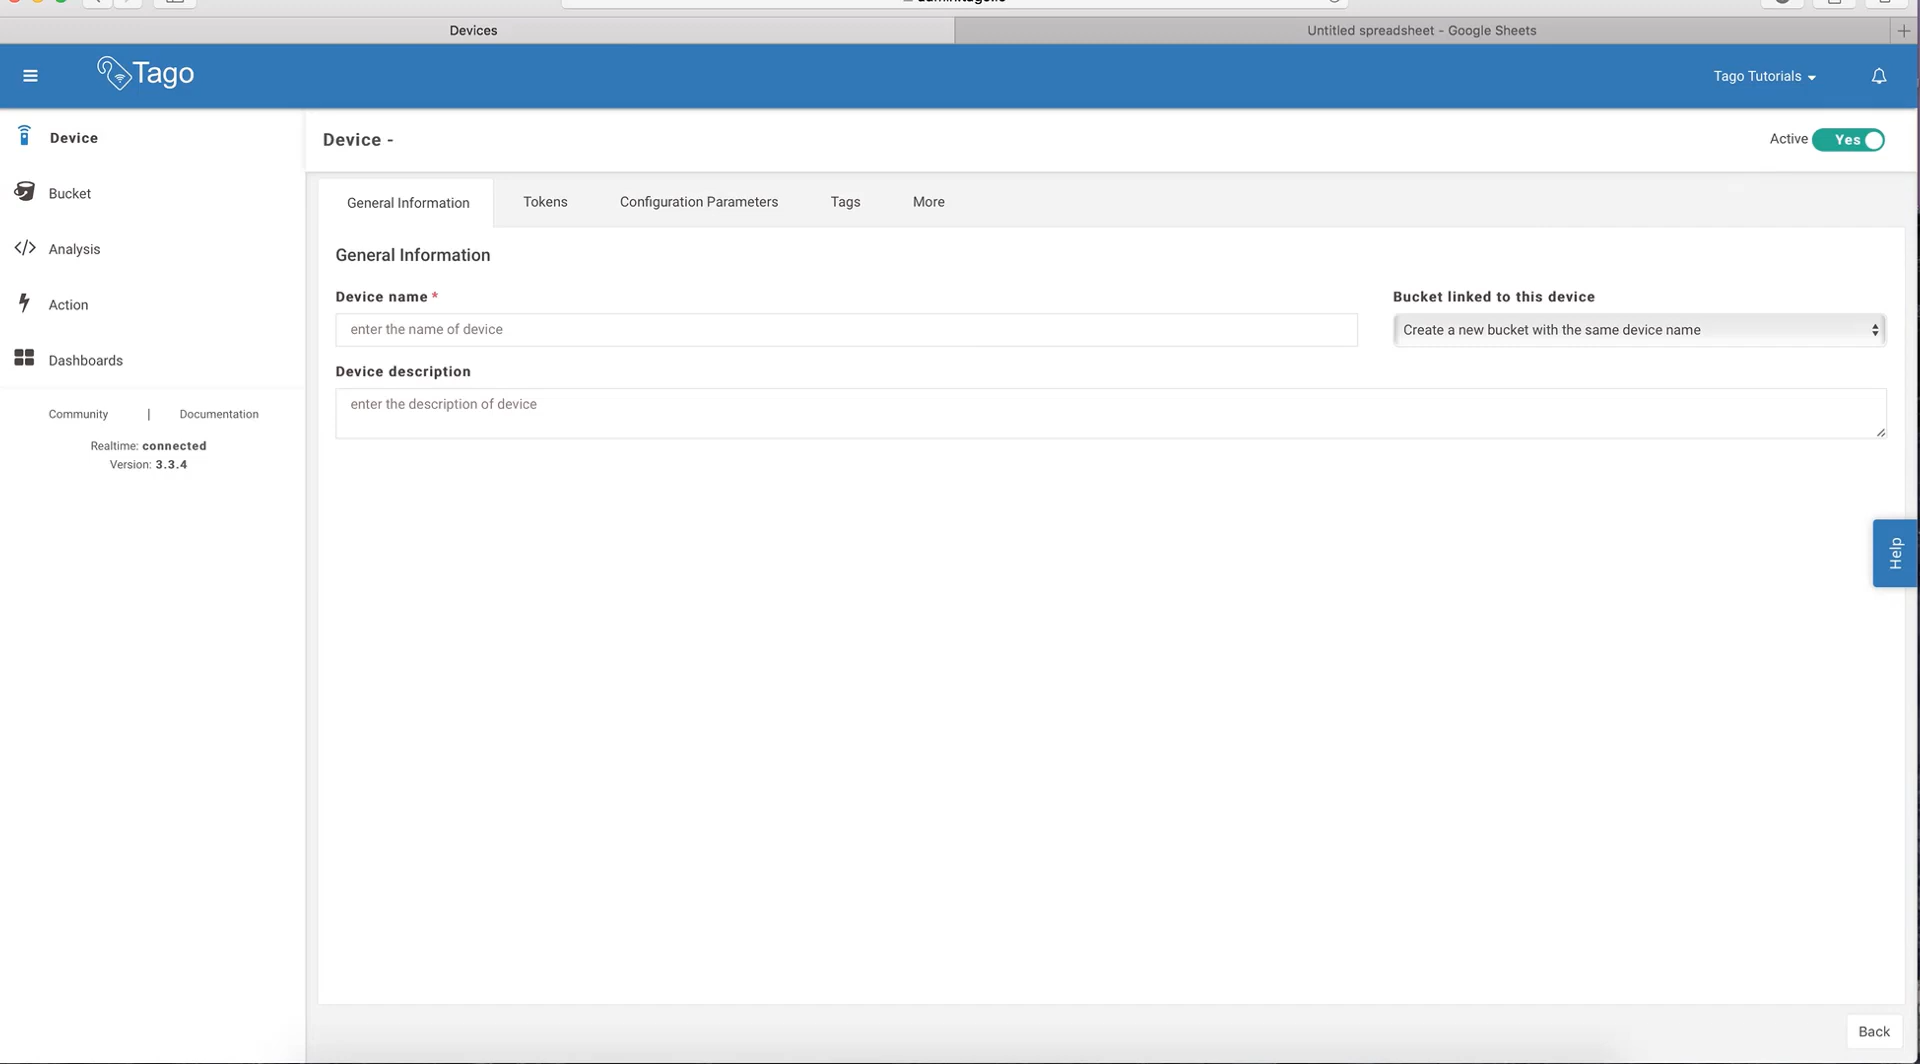 Devices
Untitled spreadsheet - Google Sheets
Tago
Tago Tutorials
Device
Device -
Active
Yes
Bucket
General Information
Tokens
Configuration Parameters
Tags
More
Analysis
General Information
Action
Device name *
Bucket linked to this device
enter the name of device
Create a new bucket with the same device name
Dashboards
Device description
enter the description of device
Community | Documentation
Realtime: connected
Version: 3.3.4
Help
Back